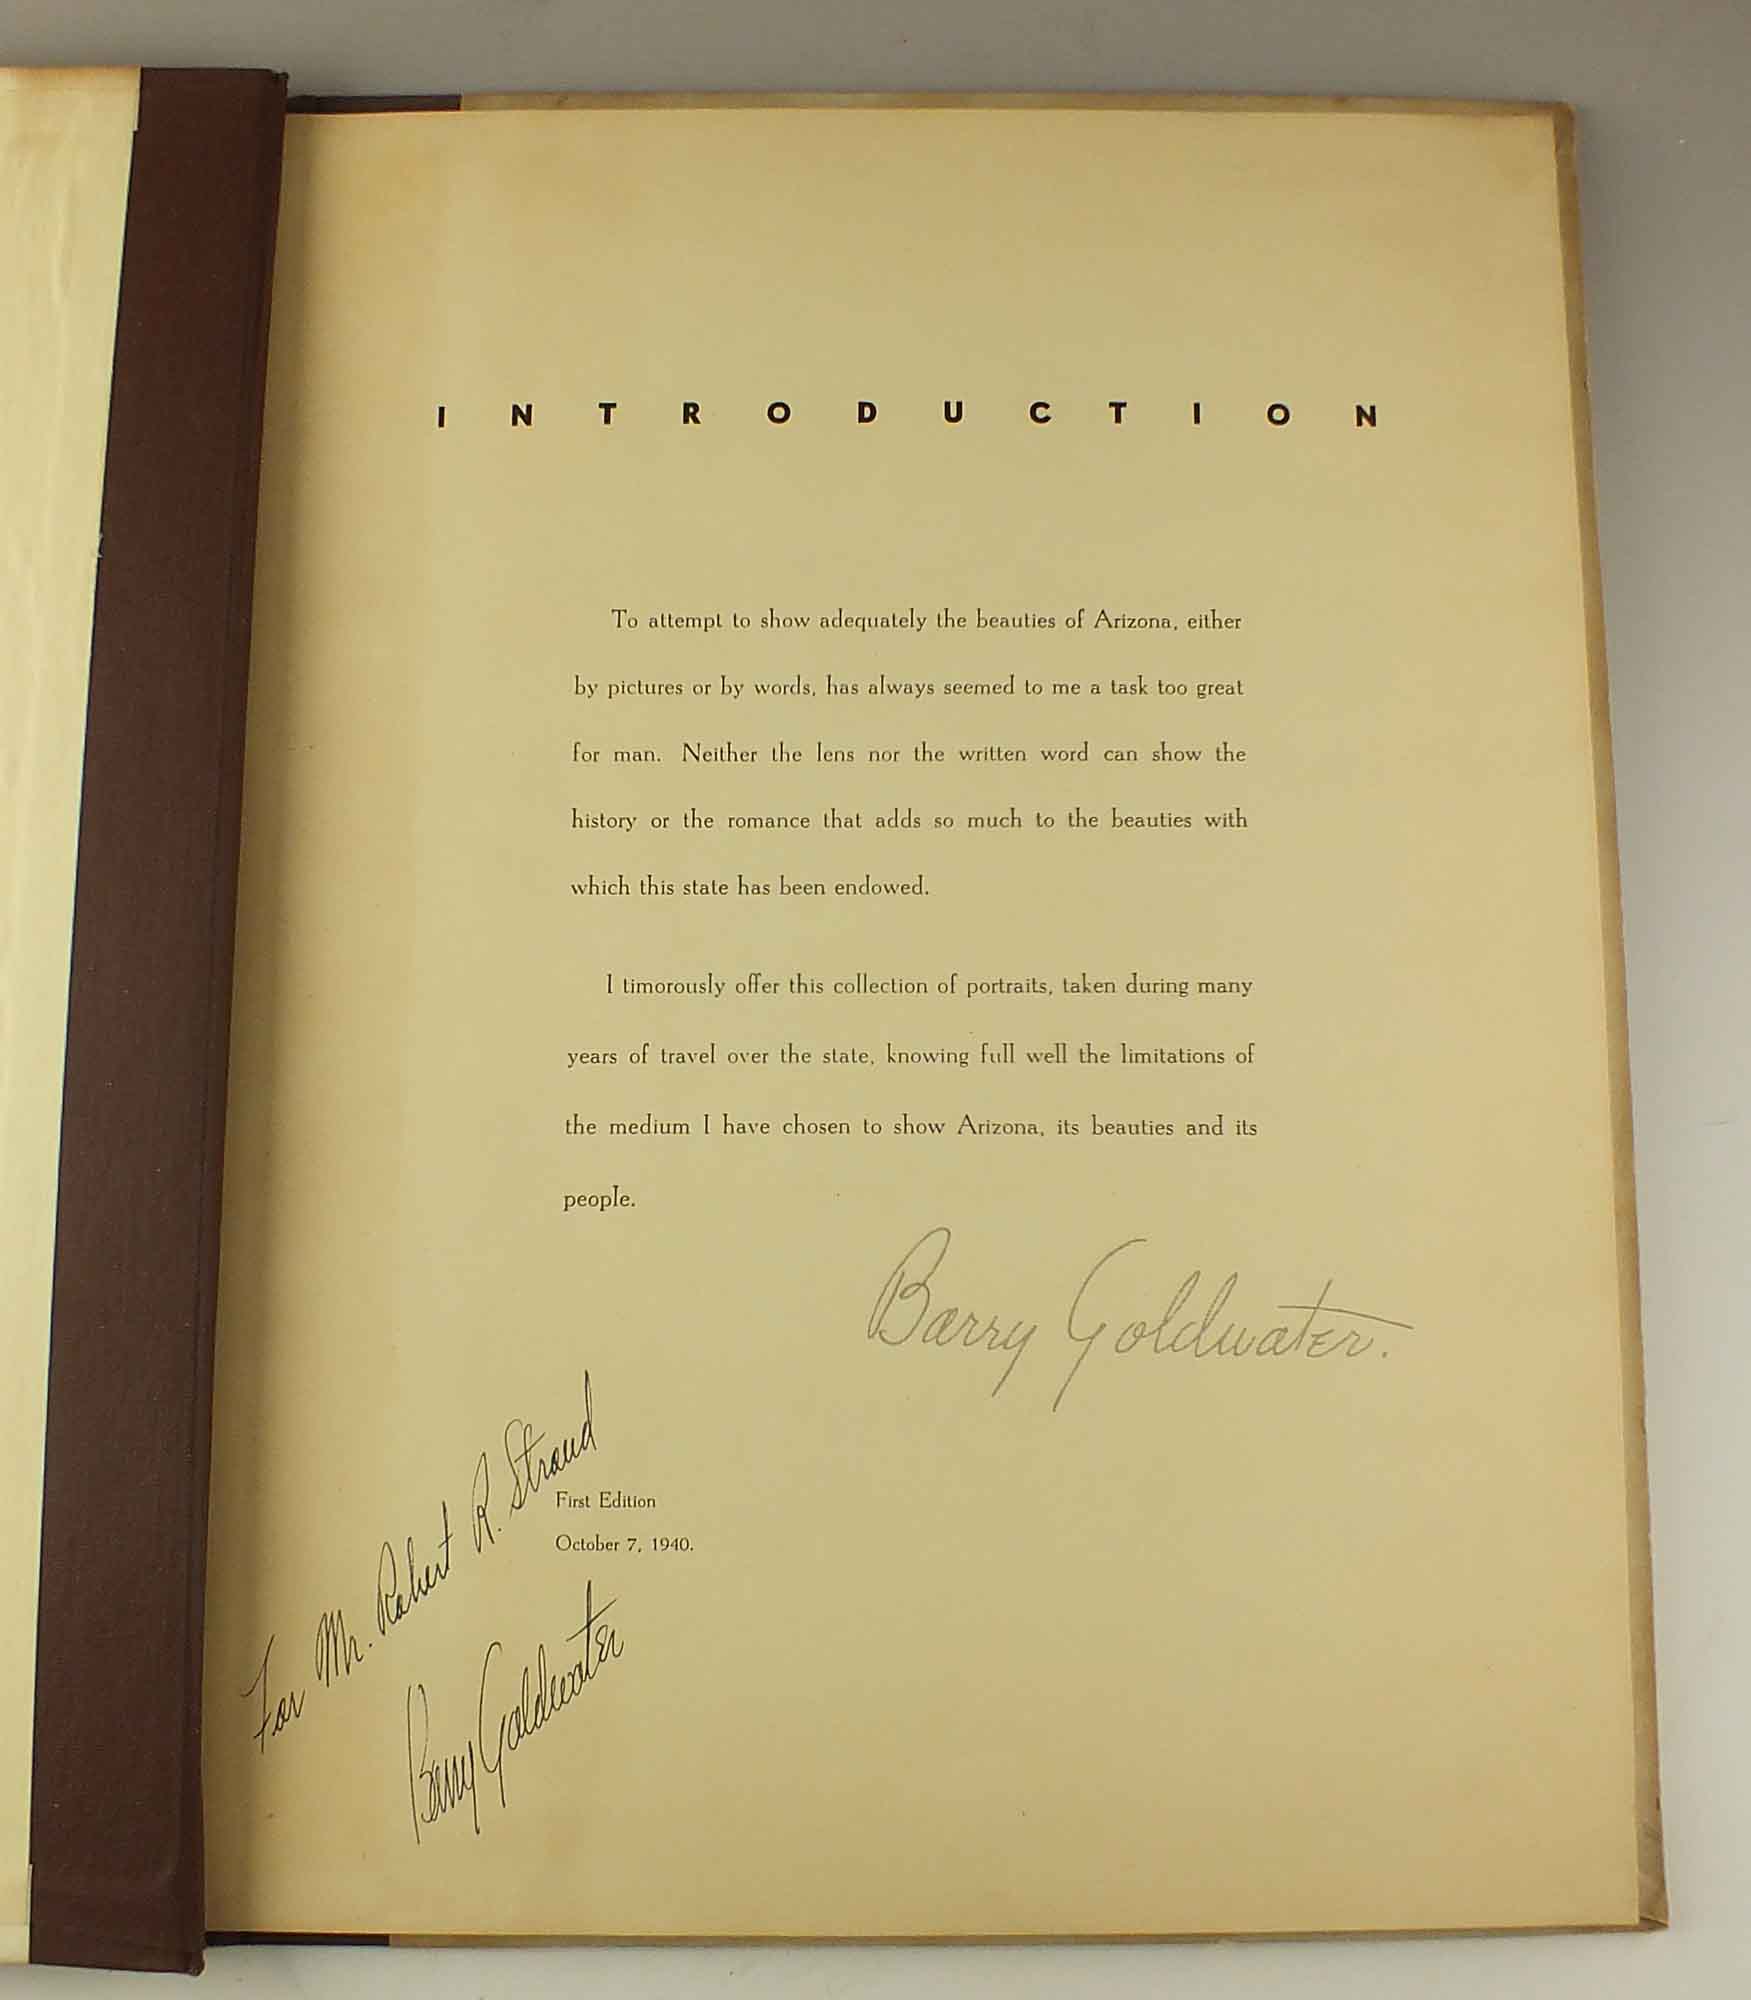 INTRODUCTION
To attempt to show adequately the beauties of Arizona, either
by pictures or by words, has always seemed to me a task too great
for man. Neither the lens nor the written word can show the
history or the romance that adds so much to the beauties with
which this state has been endowed.
I timorously offer this collection of portraits, taken during many
years of travel over the state, knowing full well the limitations of
the medium I have chosen to show Arizona, its beauties and its
people.
Barry Goldwater.
First Edition
October 7, 1940.
For Mr. Robert R. Straud
Barry Goldwater